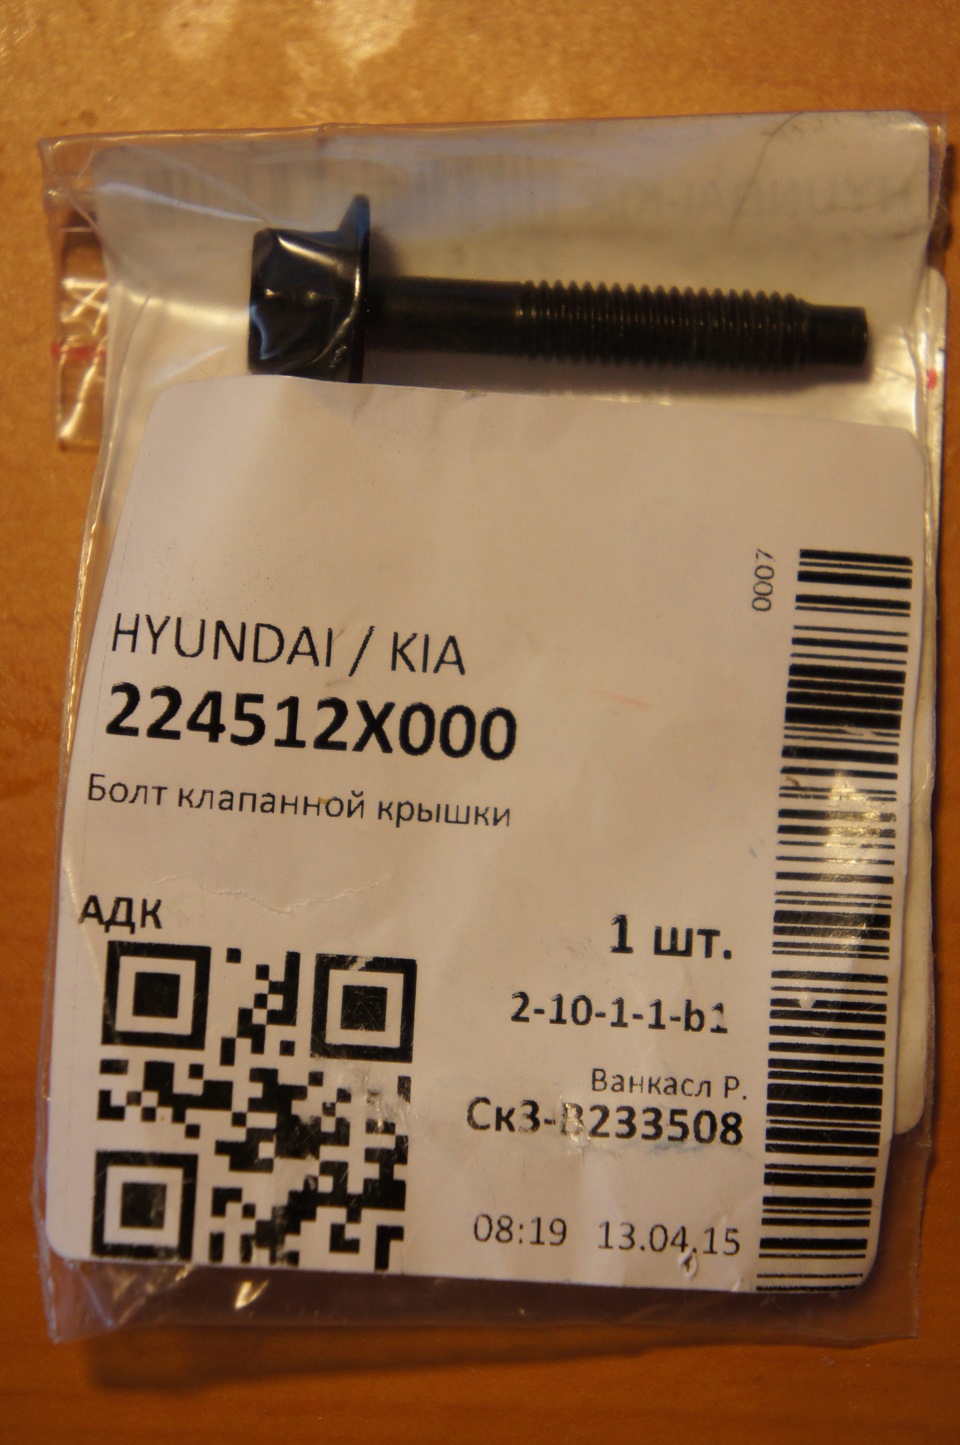 HYUNDAI / KIA
224512X000
Болт клапанной крышки
0007
АДК
1 шт.
2-10-1-1-b1
Ванкасл Р.
Ск3-В233508
08:19 13.04.15